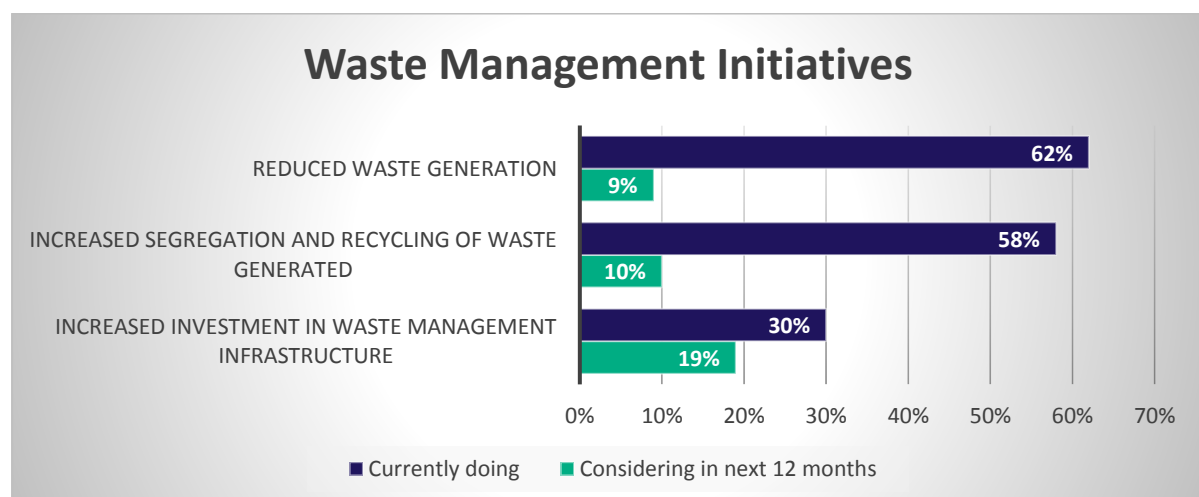 Waste Management Initiatives
REDUCED WASTE GENERATION
62%
9%
INCREASED SEGREGATION AND RECYCLING OF WASTE
GENERATED
58%
10%
INCREASED INVESTMENT IN WASTE MANAGEMENT
INFRASTRUCTURE
30%
19%
0% 10% 20% 30% 40% 50% 60% 70%
Currently doing Considering in next 12 months